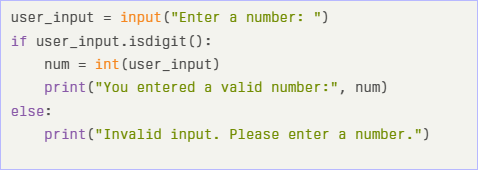 user_input = input("Enter a number: ")
if user_input.isdigit():
    num = int(user_input)
    print("You entered a valid number:", num)
else:
    print("Invalid input. Please enter a number.")